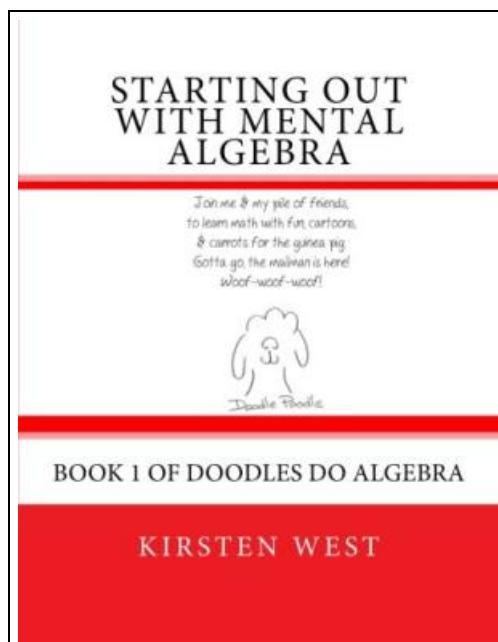 STARTING OUT
WITH MENTAL
ALGEBRA
Join me & my pile of friends,
to learn math with fun, cartoons,
& carrots for the guinea pig.
Gotta go, the mailman is here!
Woof-woof-woof!
Doodle Poodle
BOOK 1 OF DOODLES DO ALGEBRA
KIRSTEN WEST